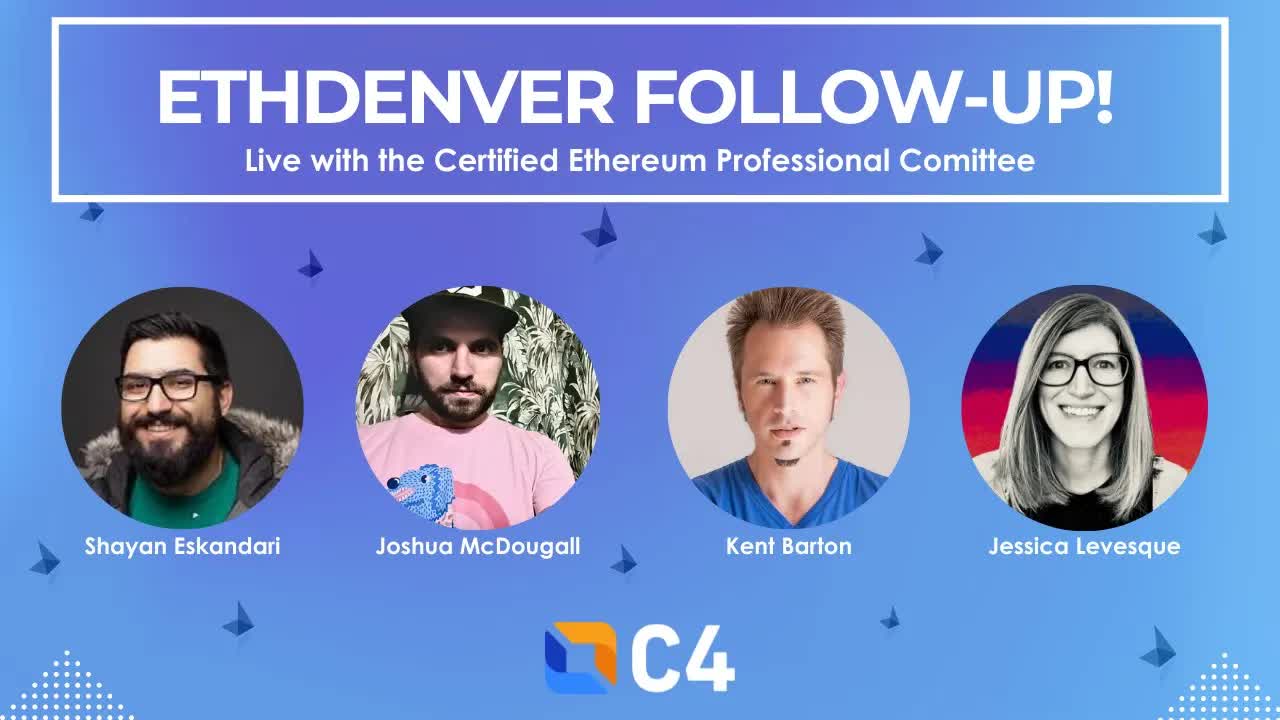 ETHDENVER FOLLOW-UP!
Live with the Certified Ethereum Professional Comittee
Shayan Eskandari
Joshua McDougall
Kent Barton
Jessica Levesque
C4